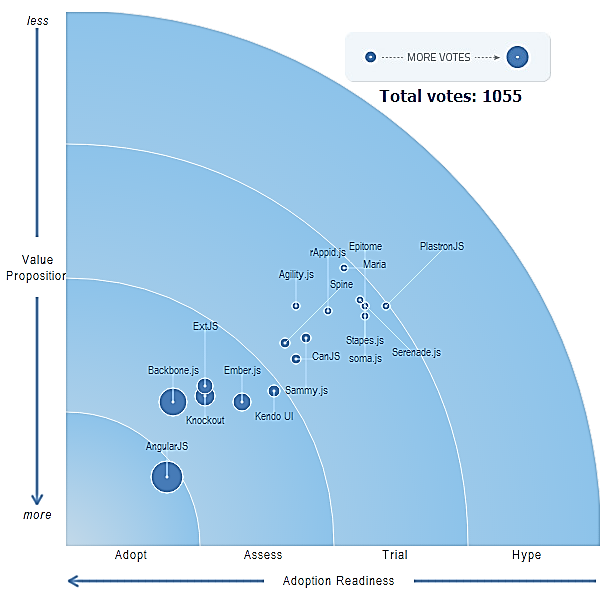 less
MORE VOTES
Total votes: 1055
Value
Proposition
rAppid.js
Epitome
PlastronJS
Maria
Agility.js
Spine
ExtJS
Stapes.js
Serenade.js
CanJS
soma.js
Backbone.js
Ember.js
Sammy.js
Kendo UI
Knockout
AngularJS
more
Adopt
Assess
Trial
Hype
Adoption Readiness